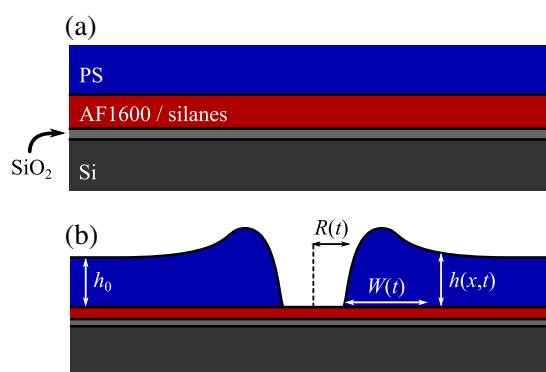 (a)
PS
AF1600 / silanes
SiO₂
Si
(b)
R(t)
h₀
W(t)
h(x,t)